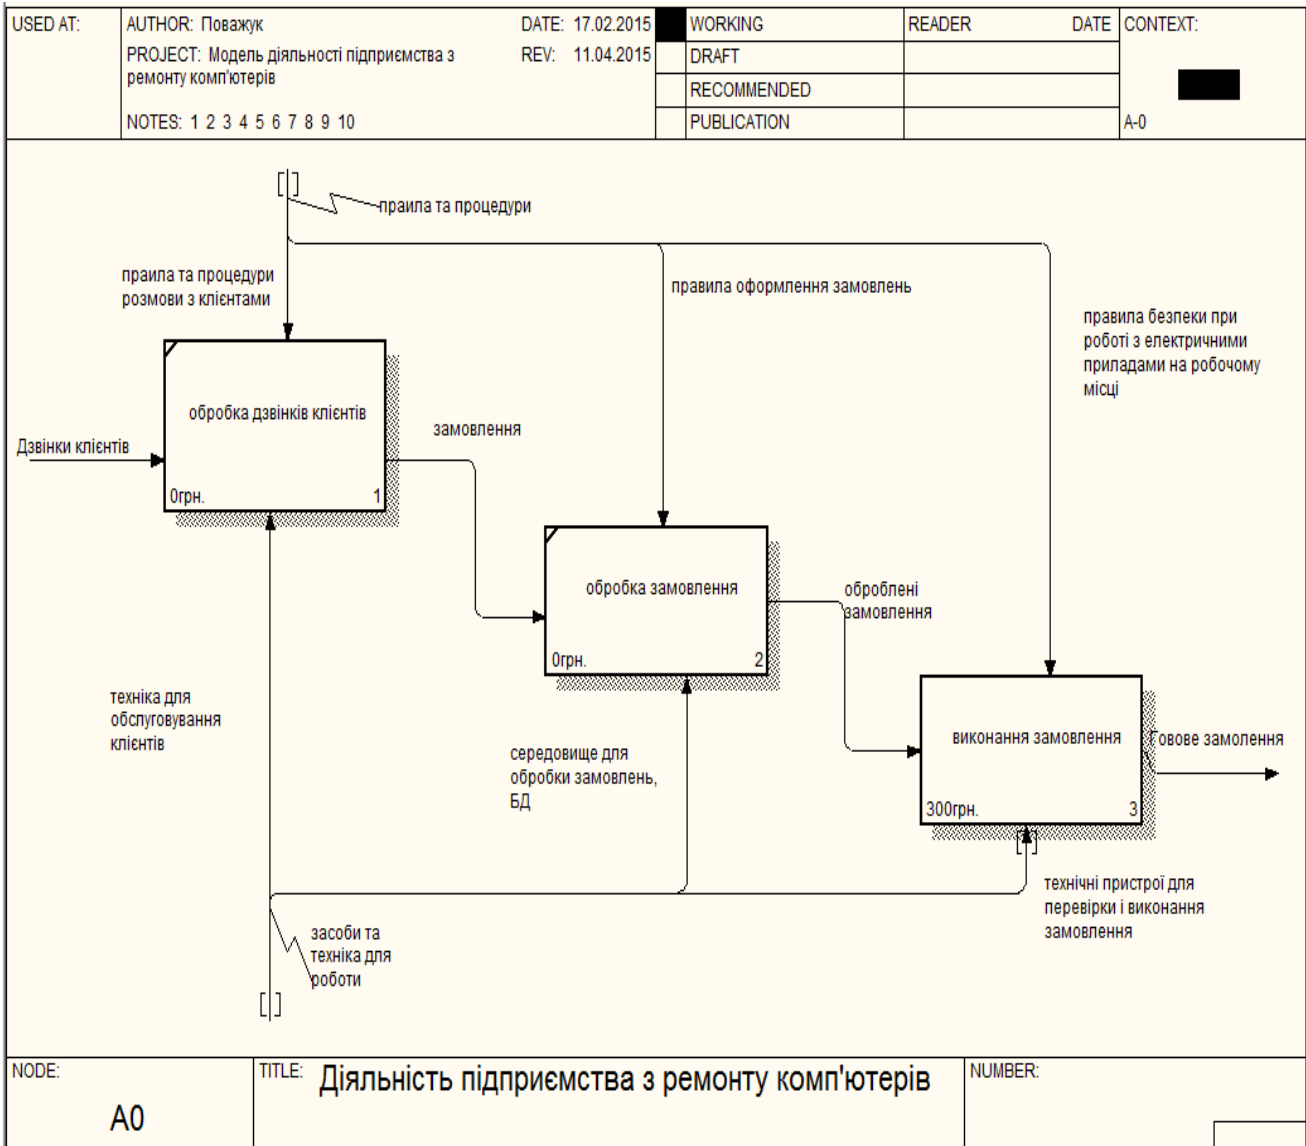 USED AT:
AUTHOR: Поважук
DATE: 17.02.2015
PROJECT: Модель діяльності підприємства з
ремонту комп'ютерів
REV: 11.04.2015
NOTES: 1 2 3 4 5 6 7 8 9 10
WORKING
DRAFT
RECOMMENDED
PUBLICATION
READER DATE
CONTEXT:
A-0
праила та процедури
праила та процедури
розмови з клієнтами
правила оформлення замовлень
правила безпеки при
роботі з електричними
приладами на робочому
місці
Дзвінки клієнтів
обробка дзвінків клієнтів
0грн. 1
замовлення
обробка замовлення
0грн. 2
оброблені
замовлення
виконання замовлення
300грн. 3
Говове замолення
техніка для
обслуговування
клієнтів
середовище для
обробки замовлень,
БД
технічні пристрої для
перевірки і виконання
замовлення
засоби та
техніка для
роботи
NODE:
A0
TITLE: Діяльність підприємства з ремонту комп'ютерів
NUMBER: